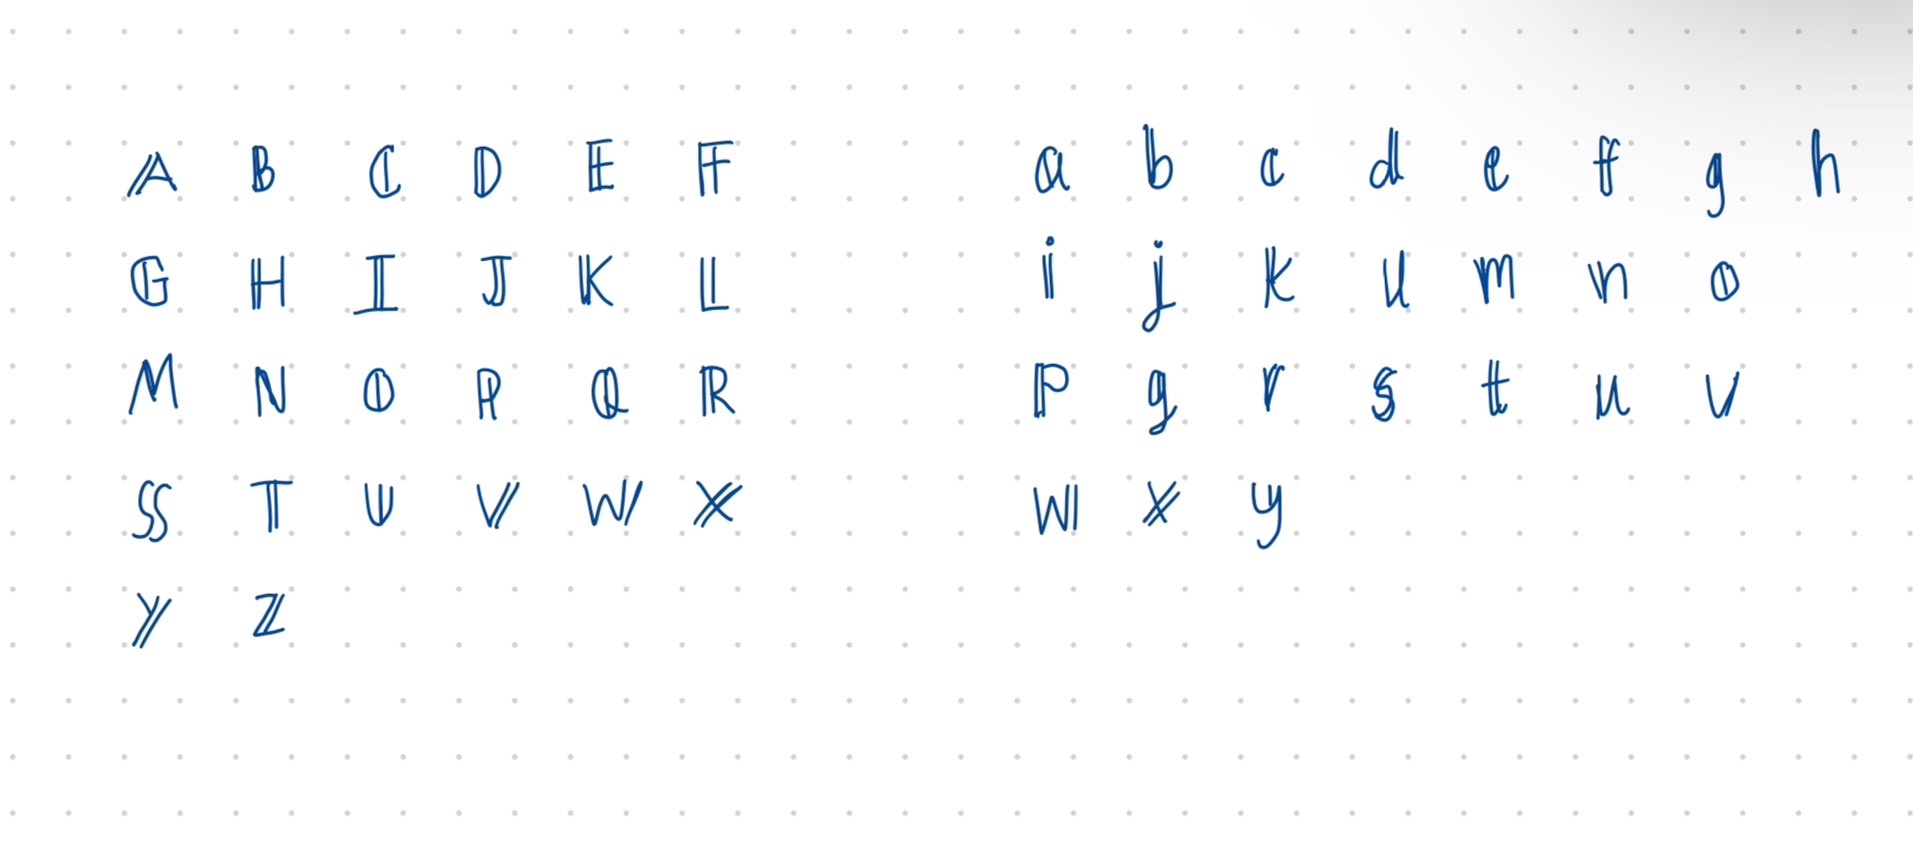 A B C D E F
G H I J K L
M N O P Q R
S T U V W X
Y Z
a b c d e f g h
i j k l m n o
p q r s t u v
w x y